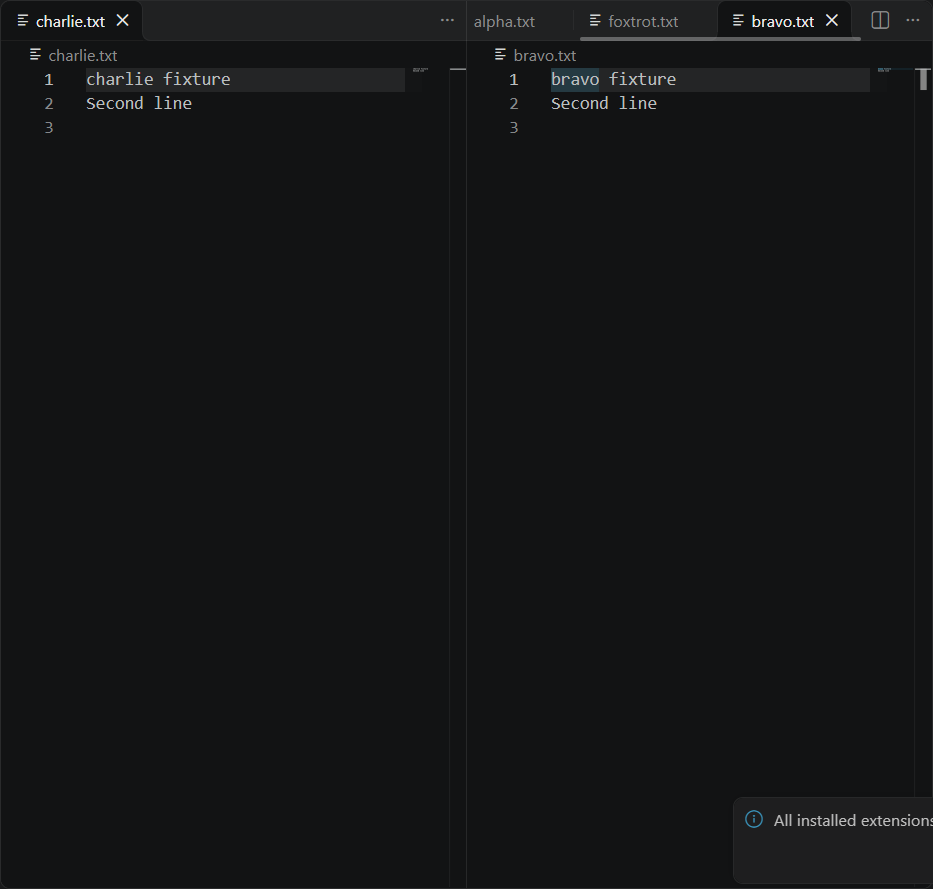 charlie.txt
charlie.txt
1 charlie fixture
2 Second line
3
alpha.txt foxtrot.txt bravo.txt
bravo.txt
1 bravo fixture
2 Second line
3
All installed extensions